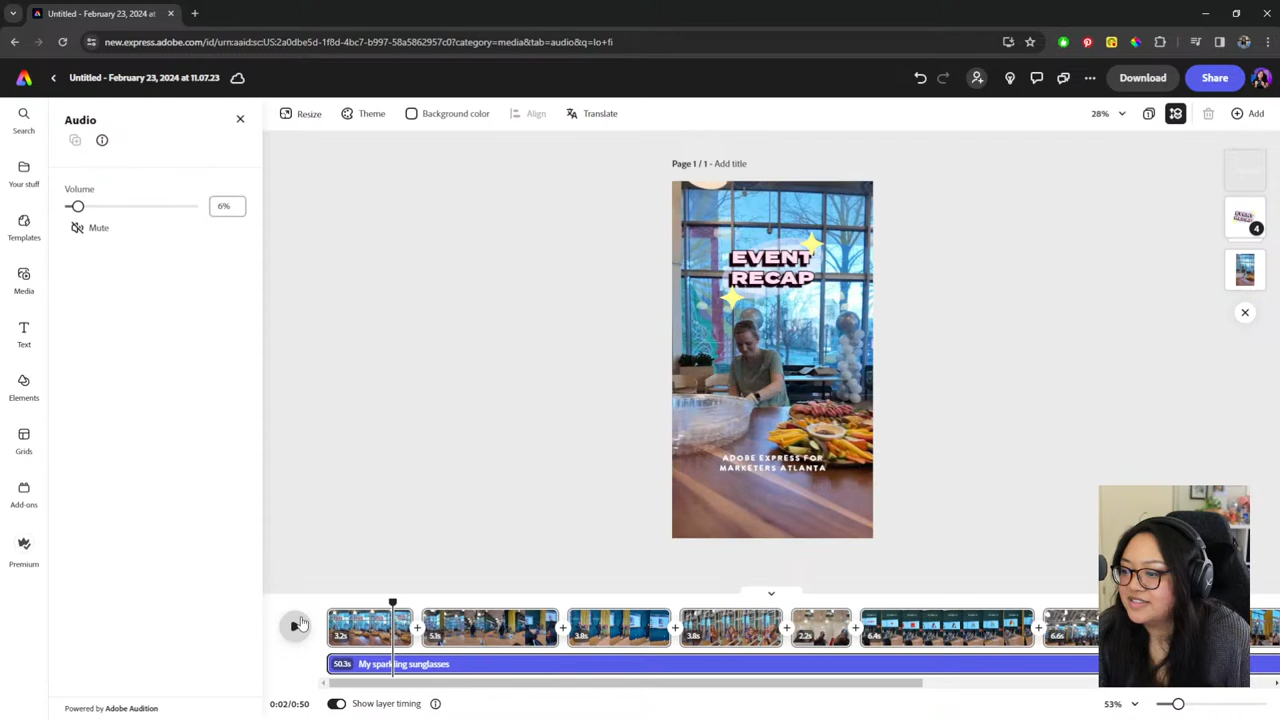 Untitled - February 23, 2024 at
new.express.adobe.com/id/urn:aaid:sc:US:2a0dbe5d-1f8d-4bc7-b997-58a5862957c0?category=media&tab=audio&q=lo+fi
Untitled - February 23, 2024 at 11.07.23
Download
Share
Search
Your stuff
Templates
Media
Text
Elements
Grids
Add-ons
Premium
Audio
Volume
6%
Mute
Powered by Adobe Audition
Resize
Theme
Background color
Align
Translate
28%
Add
Page 1 / 1 - Add title
EVENT
RECAP
ADOBE EXPRESS FOR
MARKETERS ATLANTA
EVENT
RECAP
4
3.2s
5.1s
3.8s
3.8s
2.2s
6.4s
6.6s
50.3s My sparkling sunglasses
0:02/0:50
Show layer timing
53%